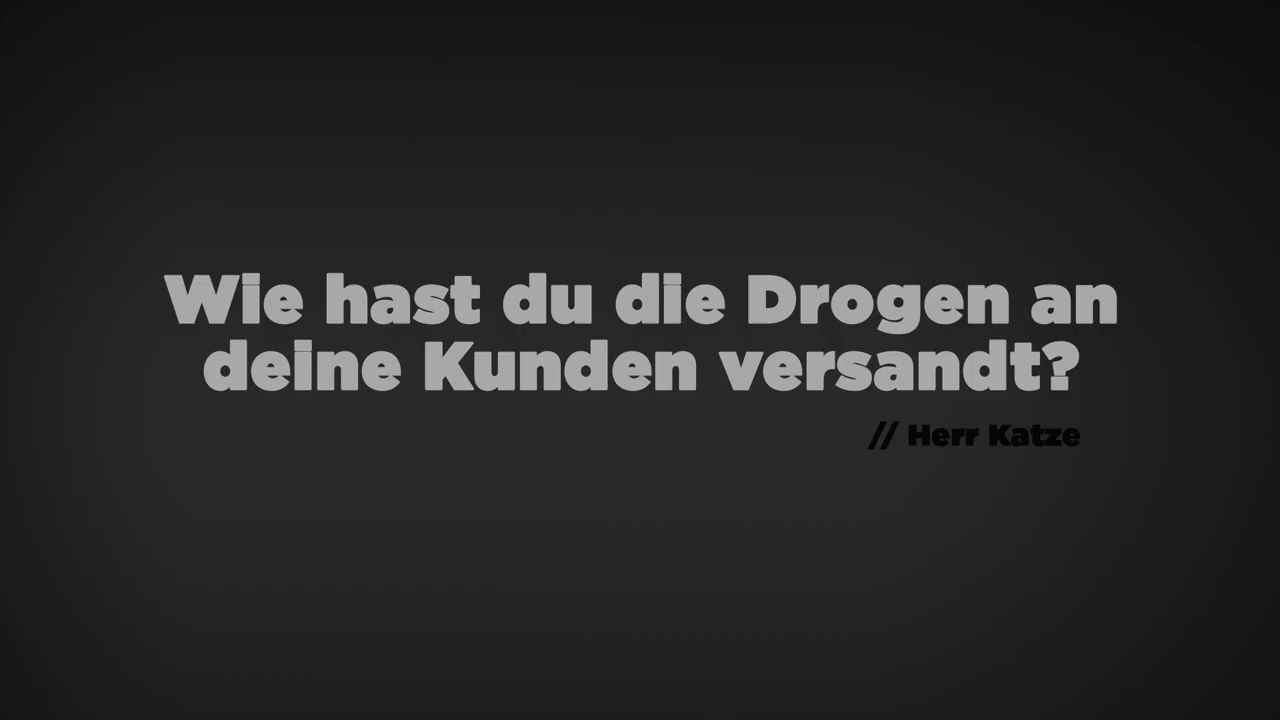 Wie hast du die Drogen an
deine Kunden versandt?
// Herr Katze